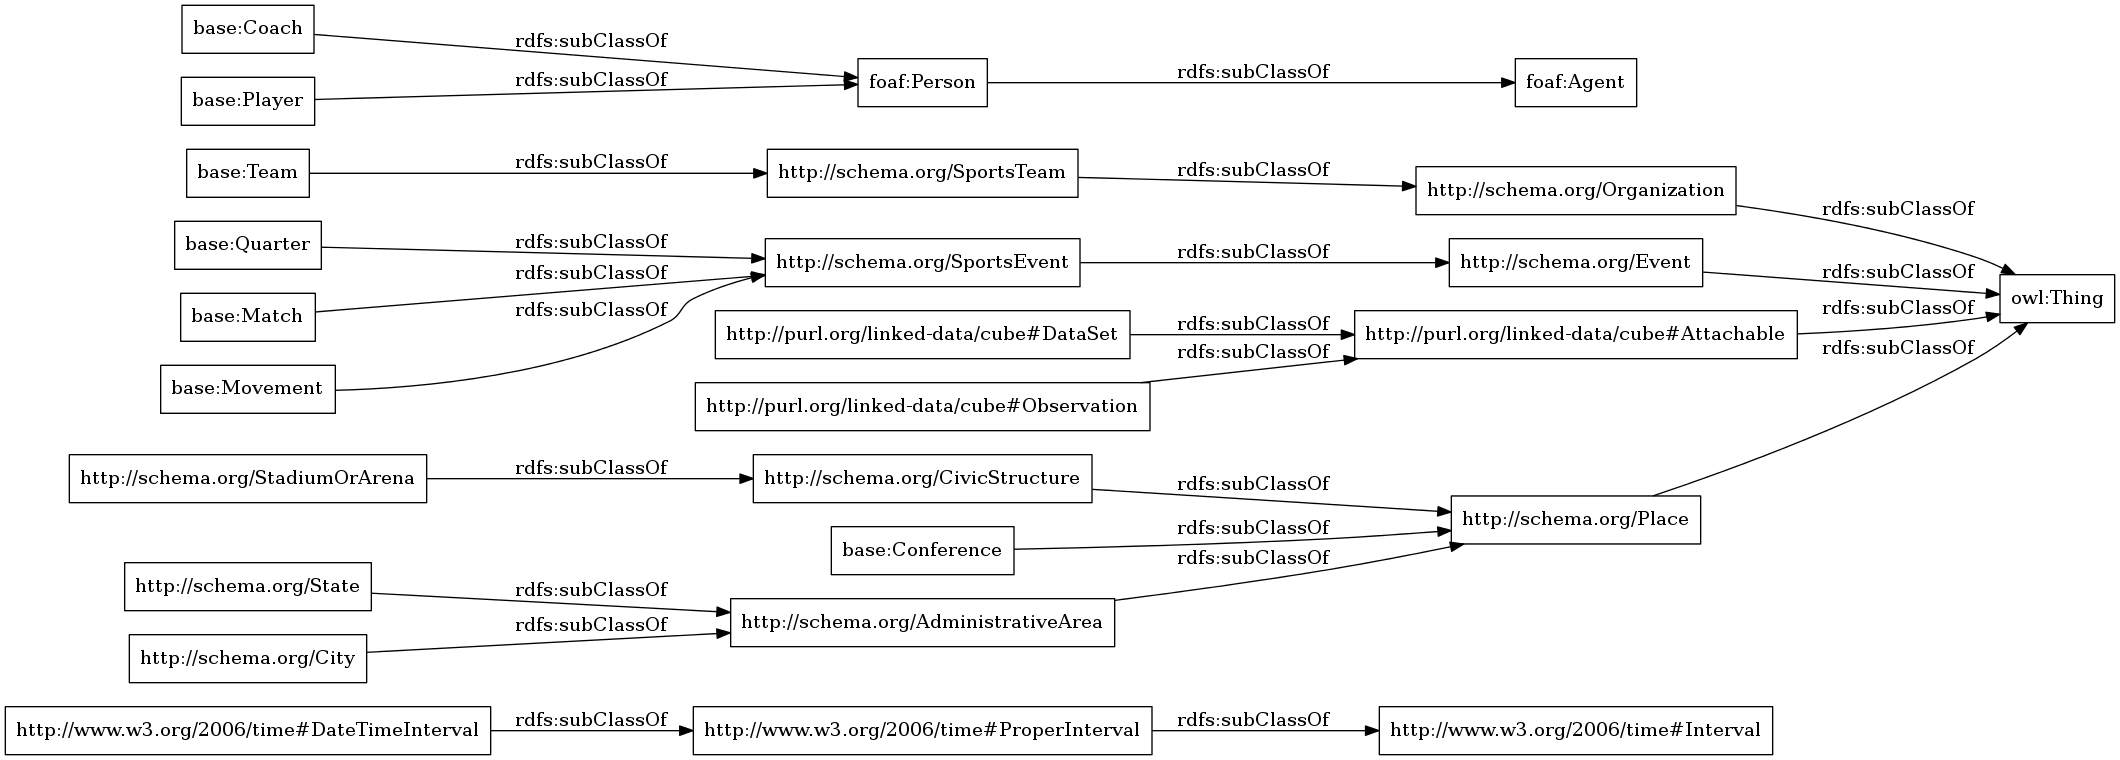 base:Coach
rdfs:subClassOf
base:Player
rdfs:subClassOf
foaf:Person
rdfs:subClassOf
foaf:Agent
base:Team
rdfs:subClassOf
http://schema.org/SportsTeam
rdfs:subClassOf
http://schema.org/Organization
rdfs:subClassOf
base:Quarter
rdfs:subClassOf
base:Match
rdfs:subClassOf
base:Movement
rdfs:subClassOf
http://schema.org/SportsEvent
rdfs:subClassOf
http://schema.org/Event
rdfs:subClassOf
owl:Thing
http://purl.org/linked-data/cube#DataSet
rdfs:subClassOf
http://purl.org/linked-data/cube#Attachable
rdfs:subClassOf
http://purl.org/linked-data/cube#Observation
rdfs:subClassOf
http://schema.org/StadiumOrArena
rdfs:subClassOf
http://schema.org/CivicStructure
rdfs:subClassOf
base:Conference
rdfs:subClassOf
http://schema.org/Place
rdfs:subClassOf
http://schema.org/State
rdfs:subClassOf
http://schema.org/City
rdfs:subClassOf
http://schema.org/AdministrativeArea
rdfs:subClassOf
http://www.w3.org/2006/time#DateTimeInterval
rdfs:subClassOf
http://www.w3.org/2006/time#ProperInterval
rdfs:subClassOf
http://www.w3.org/2006/time#Interval